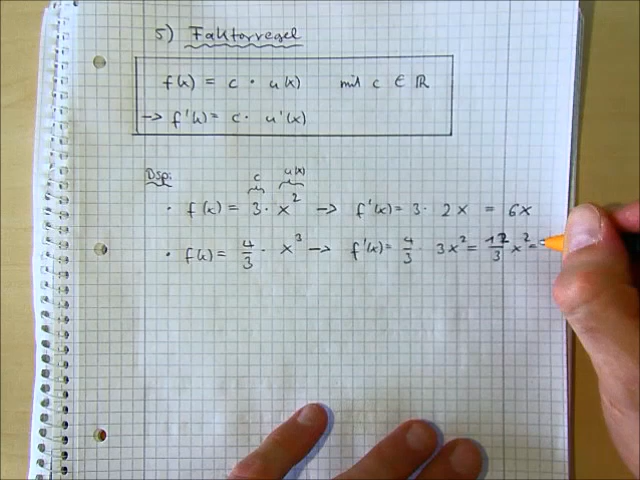 5) Faktorregel
f(x) = c · u(x) mit c ∈ ℝ
→ f'(x) = c · u'(x)
Bsp:
c u(x)
· f(x) = 3 · x² → f'(x) = 3 · 2x = 6x
· f(x) = 4/3 · x³ → f'(x) = 4/3 · 3x² = 12/3 x² =